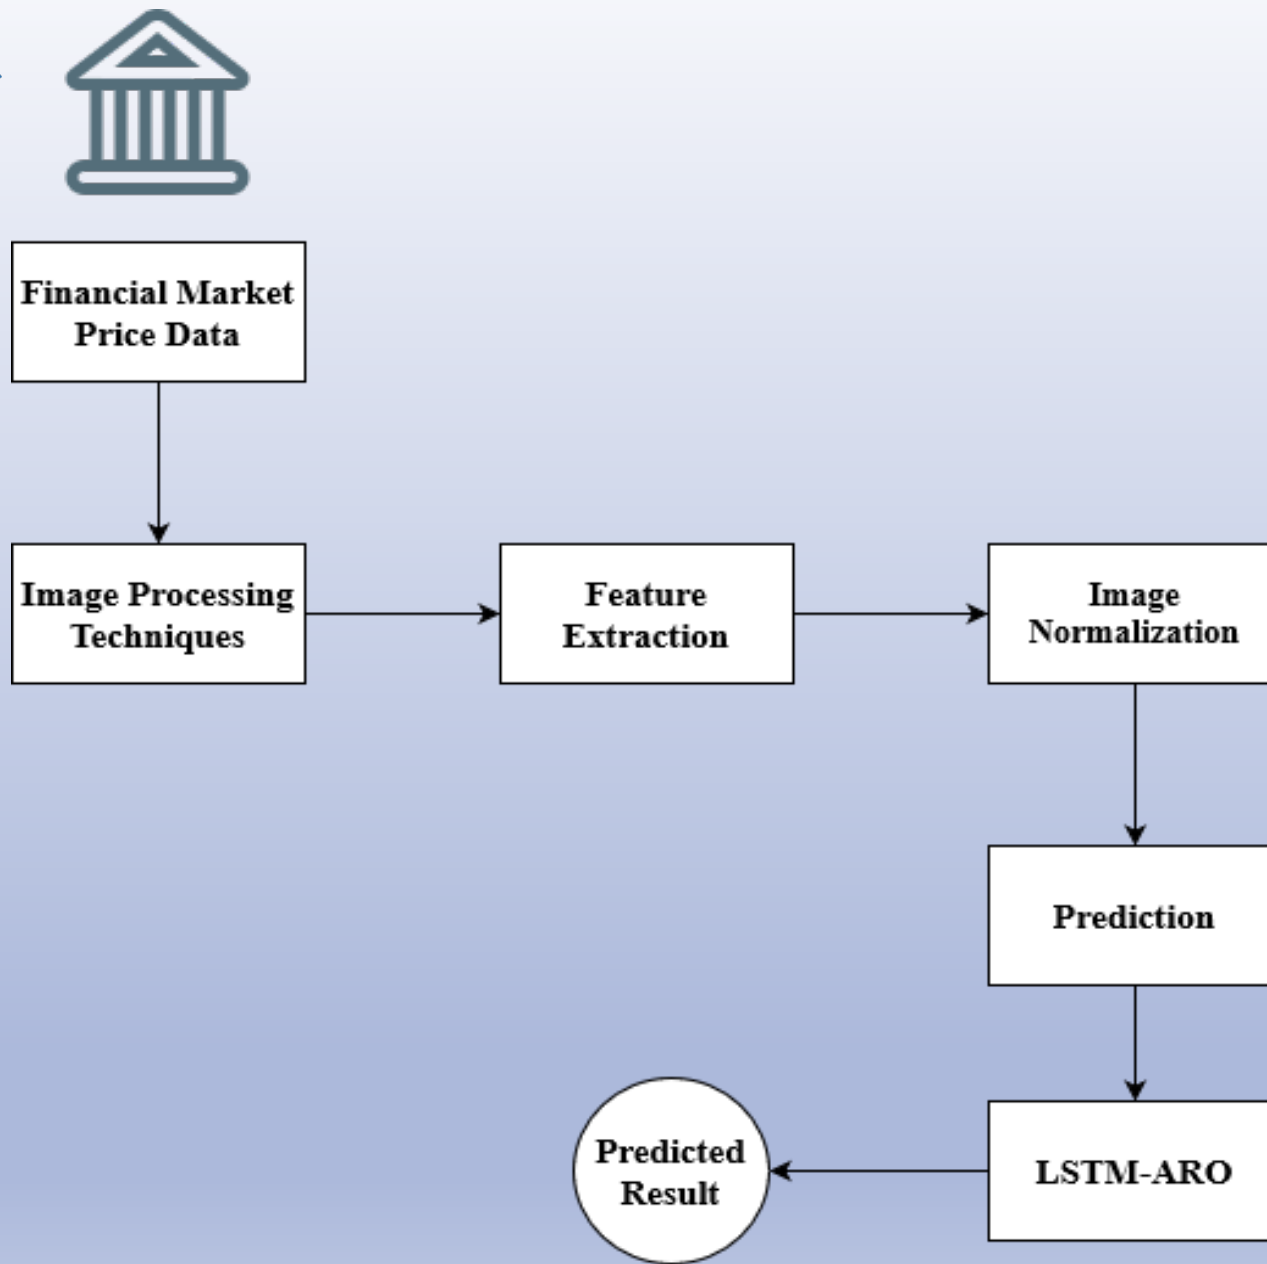 Financial Market
Price Data
Image Processing
Techniques
Feature
Extraction
Image
Normalization
Prediction
LSTM-ARO
Predicted
Result